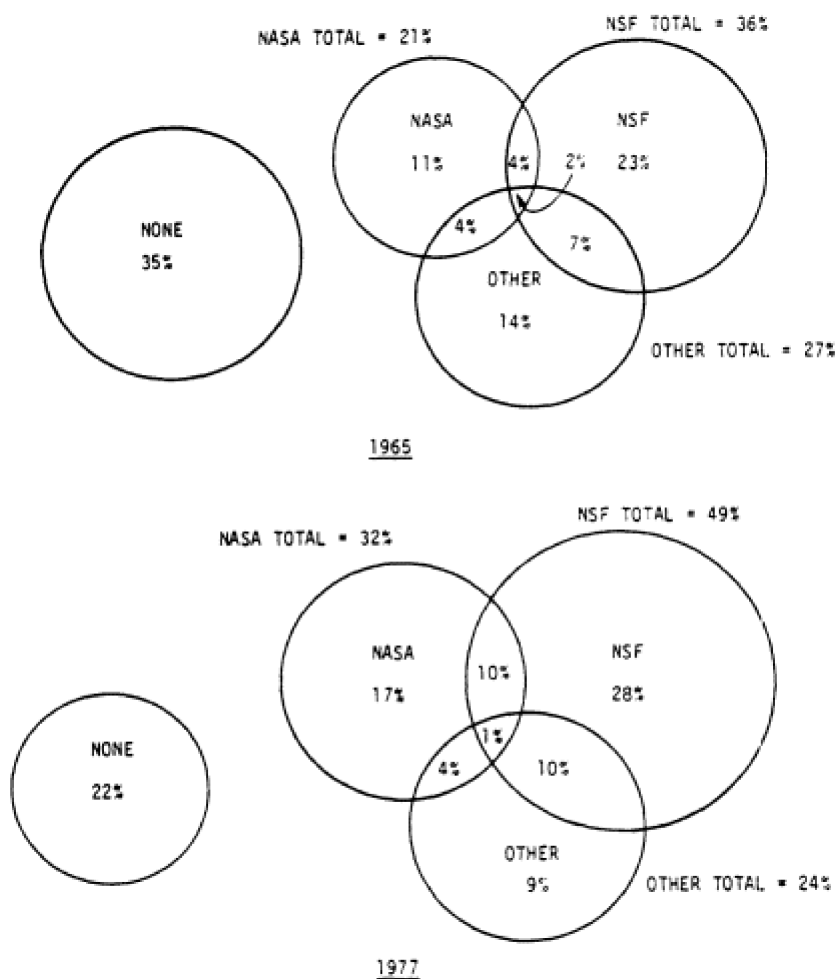 NSF TOTAL = 36%
NASA TOTAL = 21%
NASA
NSF
11%
4%
2%
23%
NONE
35%
4%
7%
OTHER
14%
OTHER TOTAL = 27%
1965
NSF TOTAL = 49%
NASA TOTAL = 32%
NASA
NSF
17%
10%
28%
NONE
22%
1%
4%
10%
OTHER
9%
OTHER TOTAL = 24%
1977